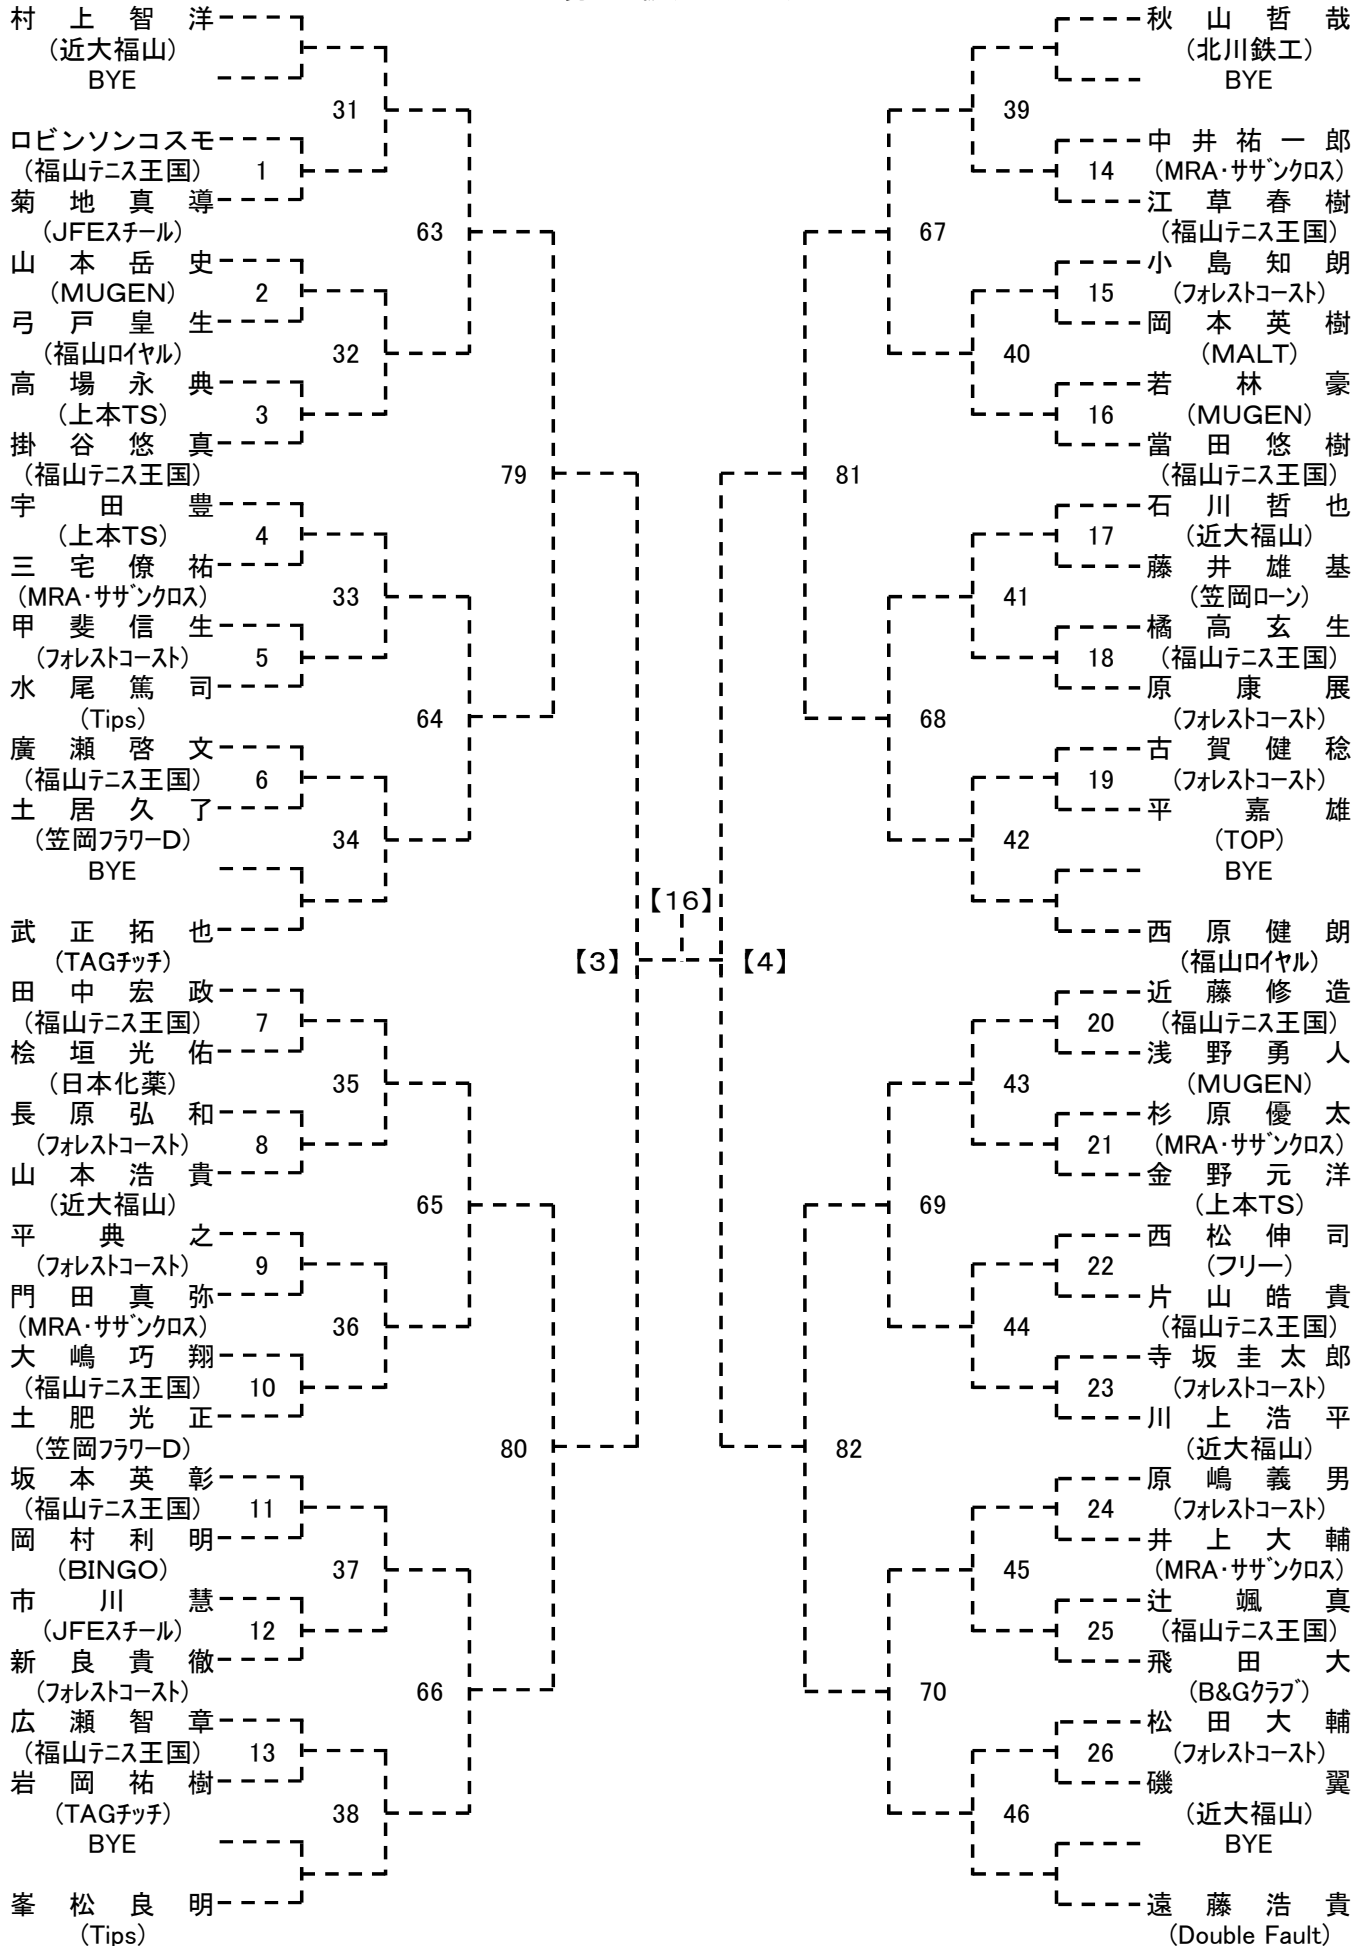 村上智洋
(近大福山)
BYE
31
ロビンソンコスモ
(福山テニス王国) 1
菊地真導
(JFEスチール)
63
山本岳史
(MUGEN) 2
弓戸皇生
(福山ロイヤル)
32
高場永典
(上本TS) 3
掛谷悠真
(福山テニス王国)
79
宇田豊
(上本TS) 4
三宅僚祐
(MRA・サザンクロス)
33
甲斐信生
(フォレストコースト) 5
水尾篤司
(Tips)
64
廣瀬啓文
(福山テニス王国) 6
土居久了
(笠岡フラワーD)
34
BYE
武正拓也
(TAGチッチ)
【3】
田中宏政
(福山テニス王国) 7
桧垣光佑
(日本化薬)
35
長原弘和
(フォレストコースト) 8
山本浩貴
(近大福山)
65
平典之
(フォレストコースト) 9
門田真弥
(MRA・サザンクロス)
36
大嶋巧翔
(福山テニス王国) 10
土肥光正
(笠岡フラワーD)
80
坂本英彰
(福山テニス王国) 11
岡村利明
(BINGO)
37
市川慧
(JFEスチール) 12
新良貴徹
(フォレストコースト)
66
広瀬智章
(福山テニス王国) 13
岩岡祐樹
(TAGチッチ)
38
BYE
峯松良明
(Tips)
【16】
秋山哲哉
(北川鉄工)
BYE
39
中井祐一郎
14 (MRA・サザンクロス)
江草春樹
(福山テニス王国)
67
小島知朗
15 (フォレストコースト)
岡本英樹
(MALT)
40
若林豪
16 (MUGEN)
當田悠樹
(福山テニス王国)
81
石川哲也
17 (近大福山)
藤井雄基
(笠岡ローン)
41
橘高玄生
18 (福山テニス王国)
原康展
(フォレストコースト)
68
古賀健稔
19 (フォレストコースト)
平嘉雄
(TOP)
42
BYE
西原健朗
(福山ロイヤル)
【4】
近藤修造
20 (福山テニス王国)
浅野勇人
(MUGEN)
43
杉原優太
21 (MRA・サザンクロス)
金野元洋
(上本TS)
69
西松伸司
22 (フリー)
片山皓貴
(福山テニス王国)
44
寺坂圭太郎
23 (フォレストコースト)
川上浩平
(近大福山)
82
原嶋義男
24 (フォレストコースト)
井上大輔
(MRA・サザンクロス)
45
辻颯真
25 (福山テニス王国)
飛田大
(B&Gクラブ)
70
松田大輔
26 (フォレストコースト)
磯翼
(近大福山)
46
BYE
遠藤浩貴
(Double Fault)